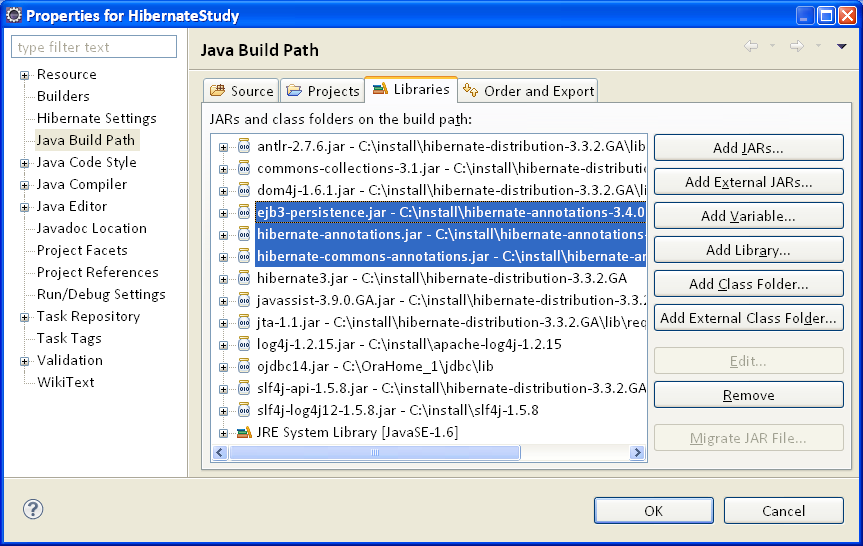 Properties for HibernateStudy
type filter text
Resource
Builders
Hibernate Settings
Java Build Path
Java Code Style
Java Compiler
Java Editor
Javadoc Location
Project Facets
Project References
Run/Debug Settings
Task Repository
Task Tags
Validation
WikiText
Java Build Path
Source Projects Libraries Order and Export
JARs and class folders on the build path:
antlr-2.7.6.jar - C:\install\hibernate-distribution-3.3.2.GA\lib
commons-collections-3.1.jar - C:\install\hibernate-distributio
dom4j-1.6.1.jar - C:\install\hibernate-distribution-3.3.2.GA\li
ejb3-persistence.jar - C:\install\hibernate-annotations-3.4.0
hibernate-annotations.jar - C:\install\hibernate-annotations-
hibernate-commons-annotations.jar - C:\install\hibernate-an
hibernate3.jar - C:\install\hibernate-distribution-3.3.2.GA
javassist-3.9.0.GA.jar - C:\install\hibernate-distribution-3.3.2
jta-1.1.jar - C:\install\hibernate-distribution-3.3.2.GA\lib\req
log4j-1.2.15.jar - C:\install\apache-log4j-1.2.15
ojdbc14.jar - C:\OraHome_1\jdbc\lib
slf4j-api-1.5.8.jar - C:\install\hibernate-distribution-3.3.2.GA
slf4j-log4j12-1.5.8.jar - C:\install\slf4j-1.5.8
JRE System Library [JavaSE-1.6]
Add JARs...
Add External JARs...
Add Variable...
Add Library...
Add Class Folder...
Add External Class Folder...
Edit...
Remove
Migrate JAR File...
OK Cancel